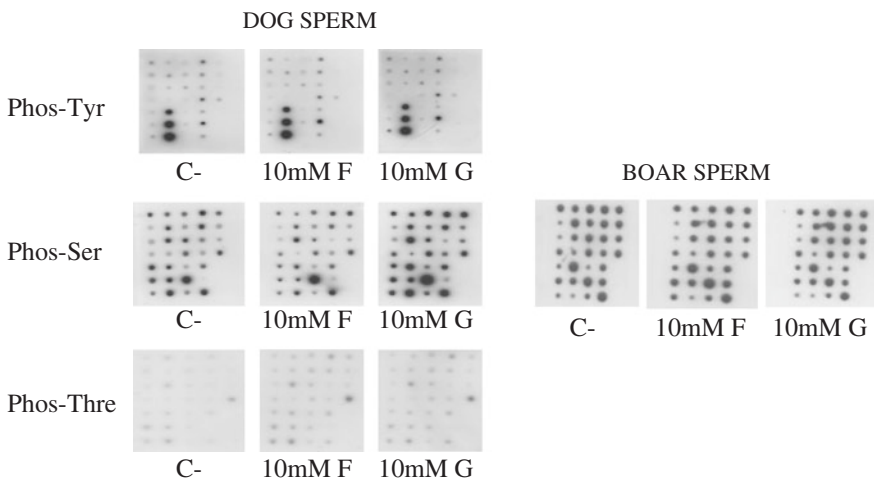 DOG SPERM
Phos-Tyr
C- 10mM F 10mM G
BOAR SPERM
Phos-Ser
C- 10mM F 10mM G
C- 10mM F 10mM G
Phos-Thre
C- 10mM F 10mM G